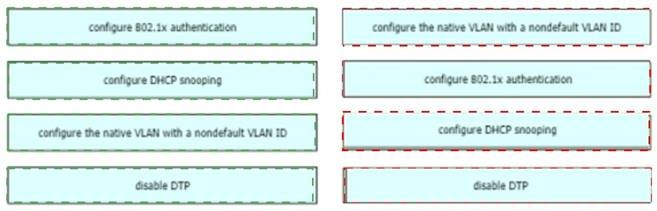 configure 802.1x authentication
configure the native VLAN with a nondefault VLAN ID
configure DHCP snooping
configure 802.1x authentication
configure the native VLAN with a nondefault VLAN ID
configure DHCP snooping
disable DTP
disable DTP